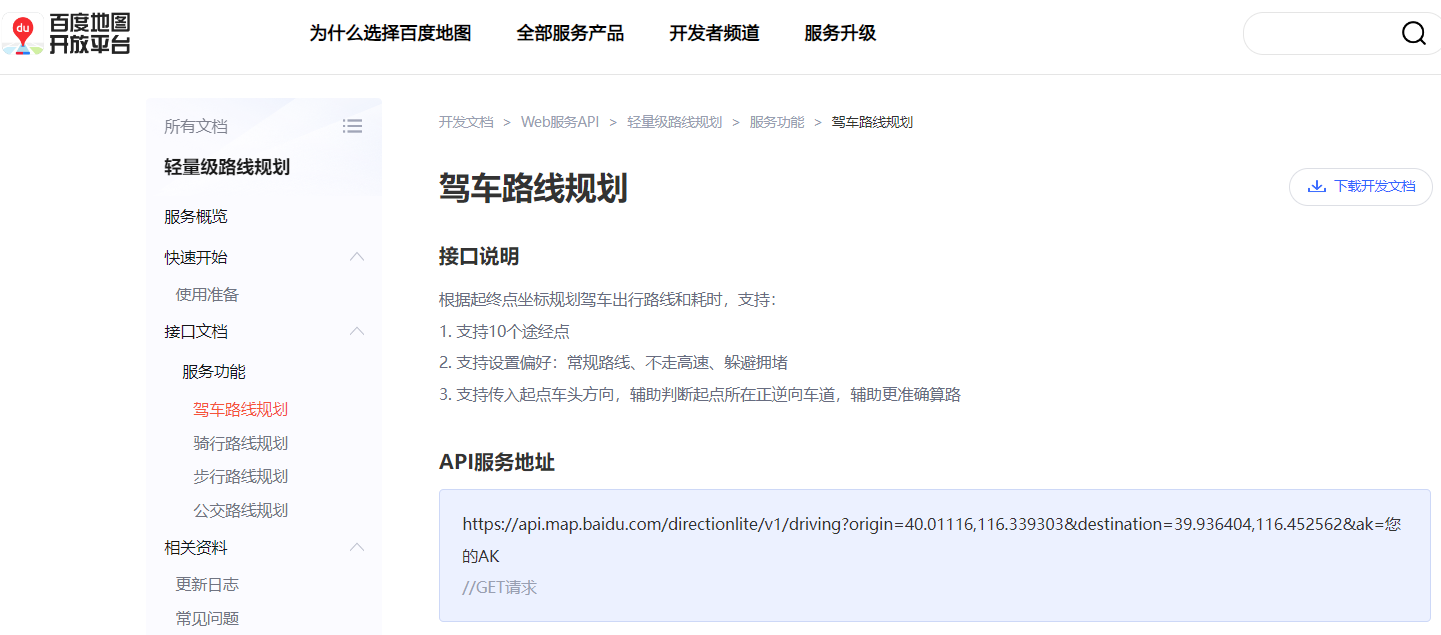 du
百度地图
开放平台
为什么选择百度地图 全部服务产品 开发者频道 服务升级
所有文档
轻量级路线规划
服务概览
快速开始
使用准备
接口文档
服务功能
驾车路线规划
骑行路线规划
步行路线规划
公交路线规划
相关资料
更新日志
常见问题
开发文档 > Web服务API > 轻量级路线规划 > 服务功能 > 驾车路线规划
驾车路线规划
下载开发文档
接口说明
根据起终点坐标规划驾车出行路线和耗时，支持：
1. 支持10个途经点
2. 支持设置偏好：常规路线、不走高速、躲避拥堵
3. 支持传入起点车头方向，辅助判断起点所在正逆向车道，辅助更准确算路
API服务地址
https://api.map.baidu.com/directionlite/v1/driving?origin=40.01116,116.339303&destination=39.936404,116.452562&ak=您
的AK
//GET请求